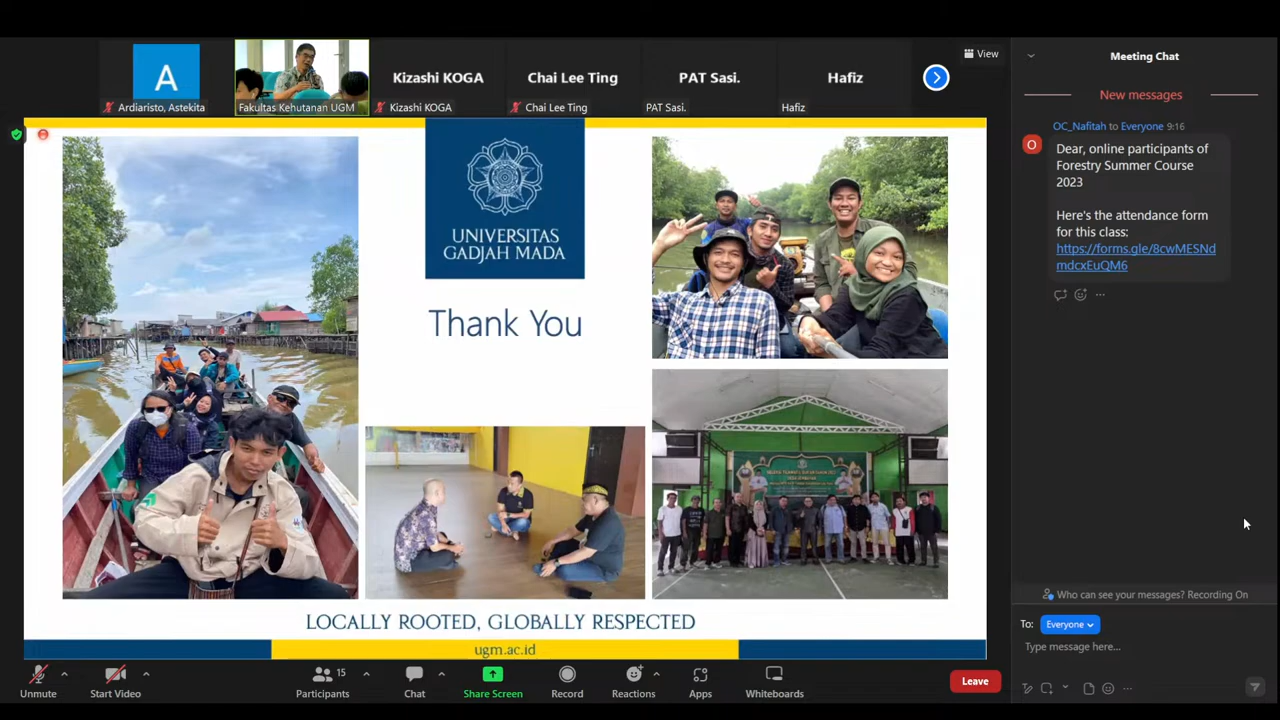 View
A
Kizashi KOGA
Chai Lee Ting
PAT Sasi.
Hafiz
Ardiaristo, Astekita
Fakultas Kehutanan UGM
Kizashi KOGA
Chai Lee Ting
PAT Sasi.
Hafiz
UNIVERSITAS
GADJAH MADA
Thank You
LOCALLY ROOTED, GLOBALLY RESPECTED
ugm.ac.id
Meeting Chat
New messages
OC_Nafitah to Everyone 9:16
O
Dear, online participants of
Forestry Summer Course
2023
Here's the attendance form
for this class:
https://forms.gle/8cwMESNd
mdcxEuQM6
Who can see your messages? Recording On
To: Everyone
Type message here...
Unmute
Start Video
15
Participants
Chat
Share Screen
Record
Reactions
Apps
Whiteboards
Leave